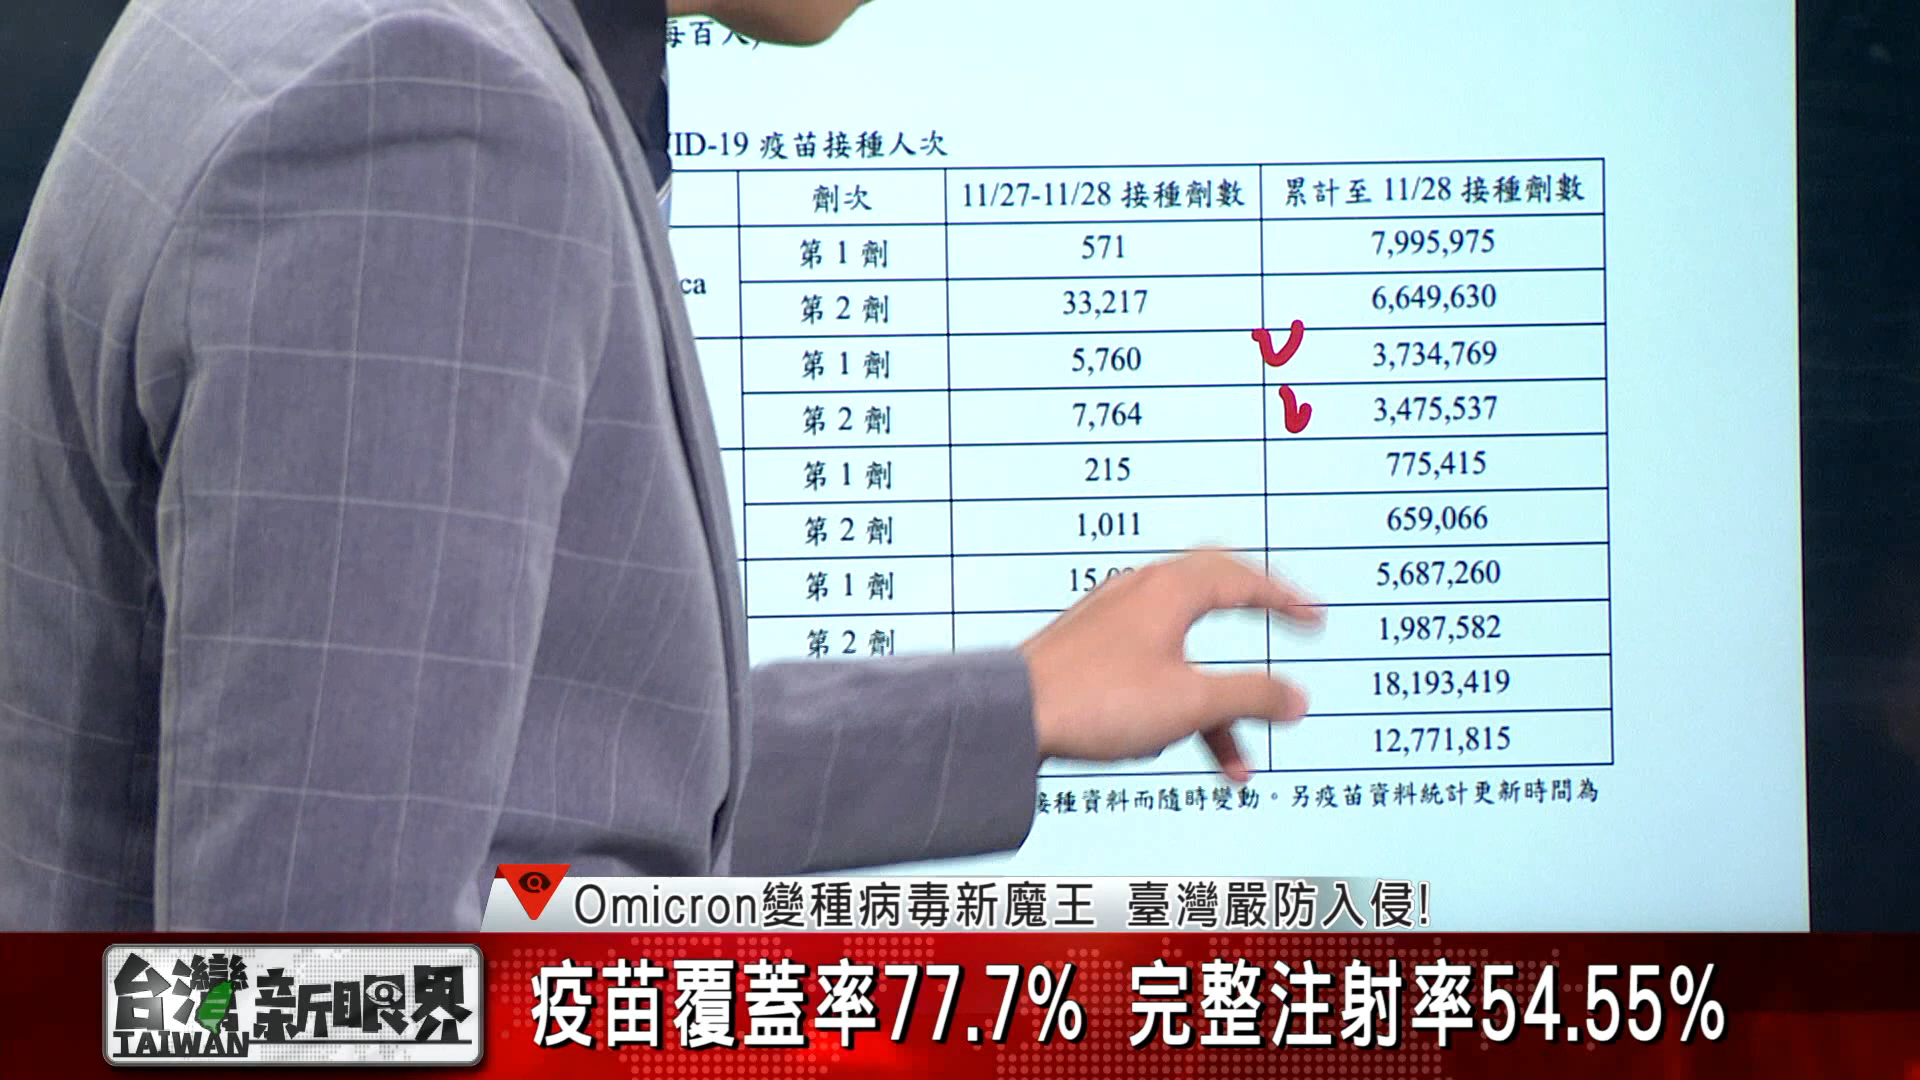 每百人)
VID-19 疫苗接種人次
劑次 11/27-11/28 接種劑數 累計至 11/28 接種劑數
第 1 劑 571 7,995,975
ca
第 2 劑 33,217 6,649,630
第 1 劑 5,760 3,734,769
第 2 劑 7,764 3,475,537
第 1 劑 215 775,415
第 2 劑 1,011 659,066
第 1 劑 15,0 5,687,260
第 2 劑 1,987,582
18,193,419
12,771,815
接種資料而隨時變動。另疫苗資料統計更新時間為
Omicron變種病毒新魔王 臺灣嚴防入侵!
台灣新眼界
TAIWAN
疫苗覆蓋率77.7% 完整注射率54.55%